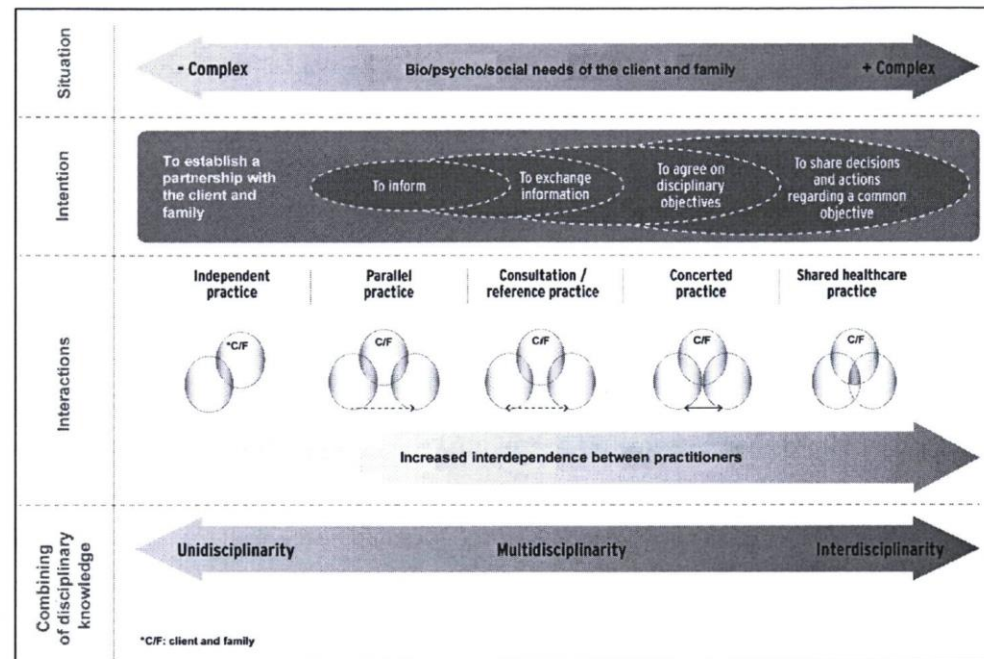 Situation
- Complex
Bio/psycho/social needs of the client and family
+ Complex
Intention
To establish a
partnership with
the client and
family
To inform
To exchange
information
To agree on
disciplinary
objectives
To share decisions
and actions
regarding a common
objective
Interactions
Independent
practice
Parallel
practice
Consultation /
reference practice
Concerted
practice
Shared healthcare
practice
*C/F
C/F
C/F
C/F
C/F
Increased interdependence between practitioners
Combining
of disciplinary
knowledge
Unidisciplinarity
Multidisciplinarity
Interdisciplinarity
*C/F: client and family